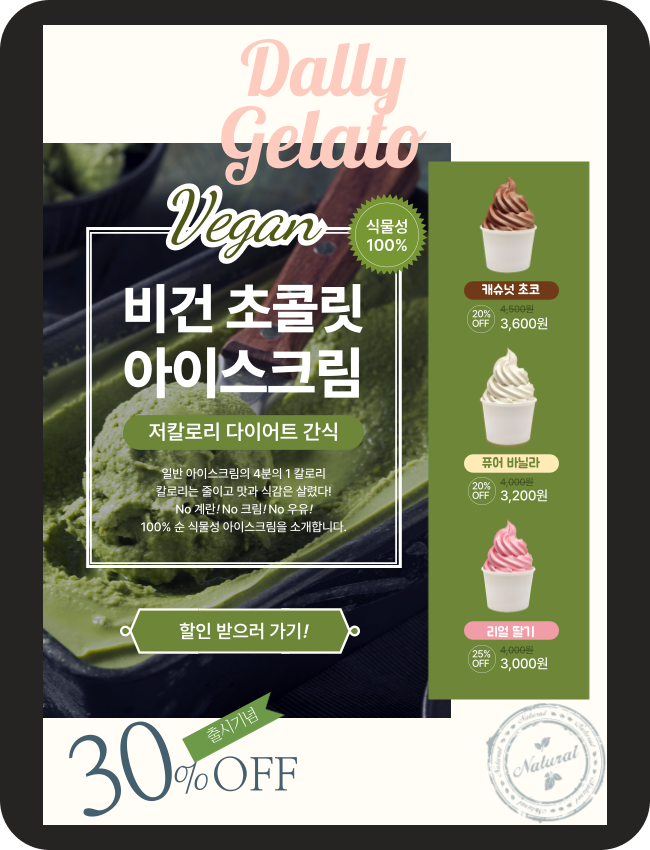 Dally
Gelato
Vegan
식물성
100%
비건 초콜릿
아이스크림
저칼로리 다이어트 간식
일반 아이스크림의 4분의 1 칼로리
칼로리는 줄이고 맛과 식감은 살렸다!
No 계란! No 크림! No 우유!
100% 순 식물성 아이스크림을 소개합니다.
할인 받으러 가기!
캐슈넛 초코
20%
OFF
4,500원
3,600원
퓨어 바닐라
20%
OFF
4,000원
3,200원
리얼 딸기
25%
OFF
4,000원
3,000원
출시기념
30% OFF
Natural